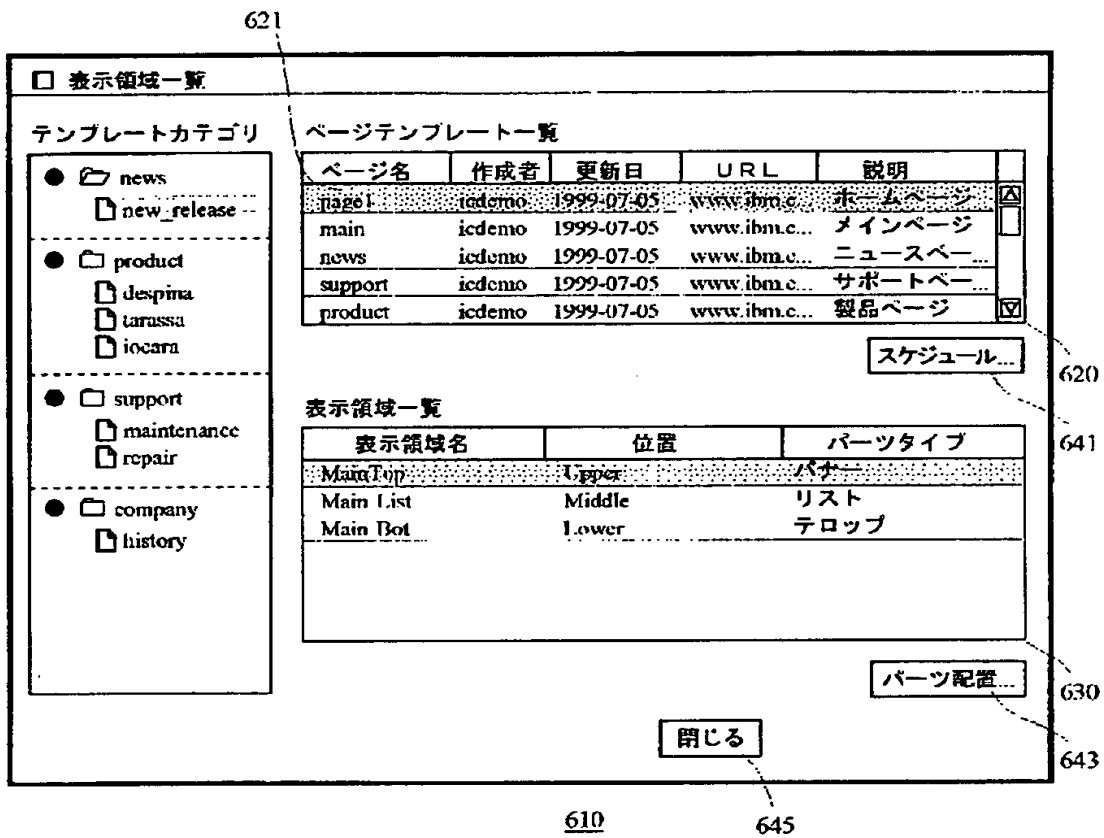 621
表示領域一覧
テンプレートカテゴリ
news
new_release
product
despina
tarassa
iocara
support
maintenance
repair
company
history
ページテンプレート一覧
ページ名 作成者 更新日 URL 説明
page1 icdemo 1999-07-05 www.ibm.c... ホームページ
main icdemo 1999-07-05 www.ibm.c... メインページ
news icdemo 1999-07-05 www.ibm.c... ニュースペー...
support icdemo 1999-07-05 www.ibm.c... サポートペー...
product icdemo 1999-07-05 www.ibm.c... 製品ページ
スケジュール...
620
641
表示領域一覧
表示領域名 位置 パーツタイプ
MainTop Upper バナー
Main List Middle リスト
Main Bot Lower テロップ
パーツ配置...
630
643
閉じる
610
645